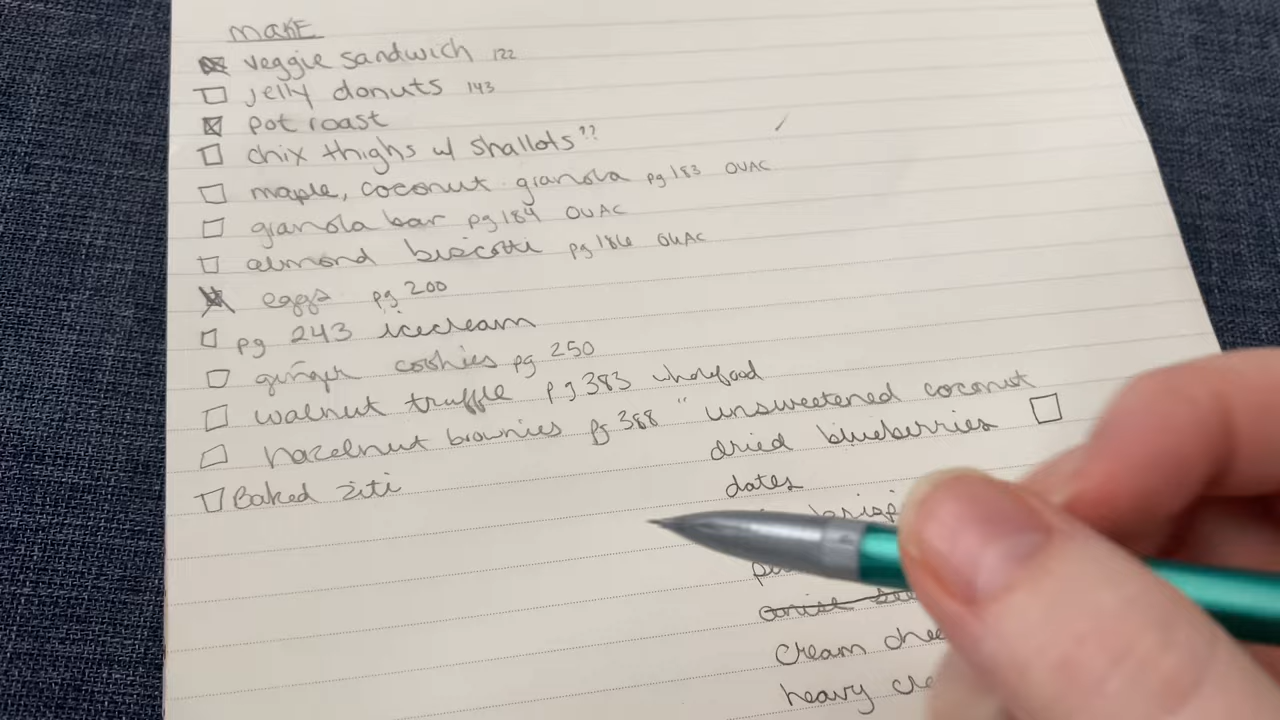 MAKE
veggie sandwich 122
jelly donuts 143
pot roast
chix thighs w/ shallots??
maple, coconut granola pg 183 OUAC
granola bar pg 184 OUAC
almond biscotti pg 186 OUAC
eggs pg 200
pg 243 icecream
ginger cookies pg 250
walnut truffle pg 383 wholefood
hazelnut brownies pg 388 "
Baked ziti
unsweetened coconut
dried blueberries
dates
anise
cream
heavy